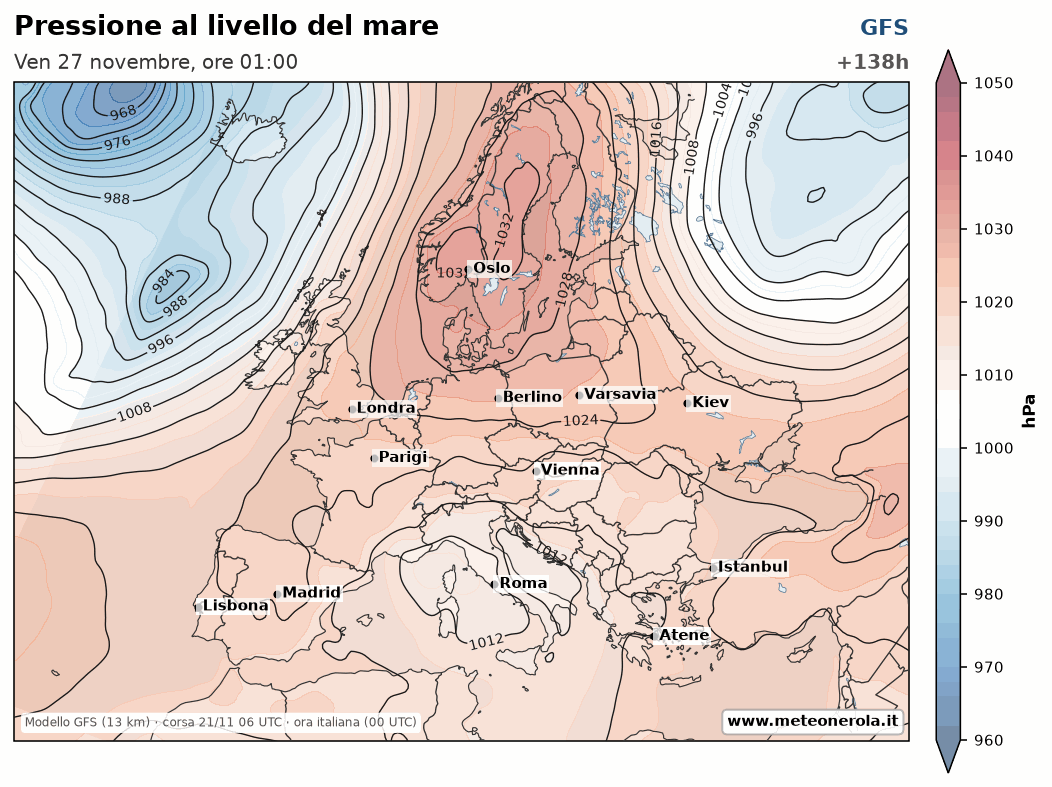 Pressione al livello del mare
GFS
Ven 27 novembre, ore 01:00
+138h
968
976
988
984
988
996
1008
1032
103
1028
1024
1016
1008
1004
10
996
1012
1012
Oslo
Londra
Berlino
Varsavia
Kiev
Parigi
Vienna
Roma
Istanbul
Madrid
Lisbona
Atene
1050
1040
1030
1020
1010
1000
990
980
970
960
hPa
Modello GFS (13 km) · corsa 21/11 06 UTC · ora italiana (00 UTC)
www.meteonerola.it